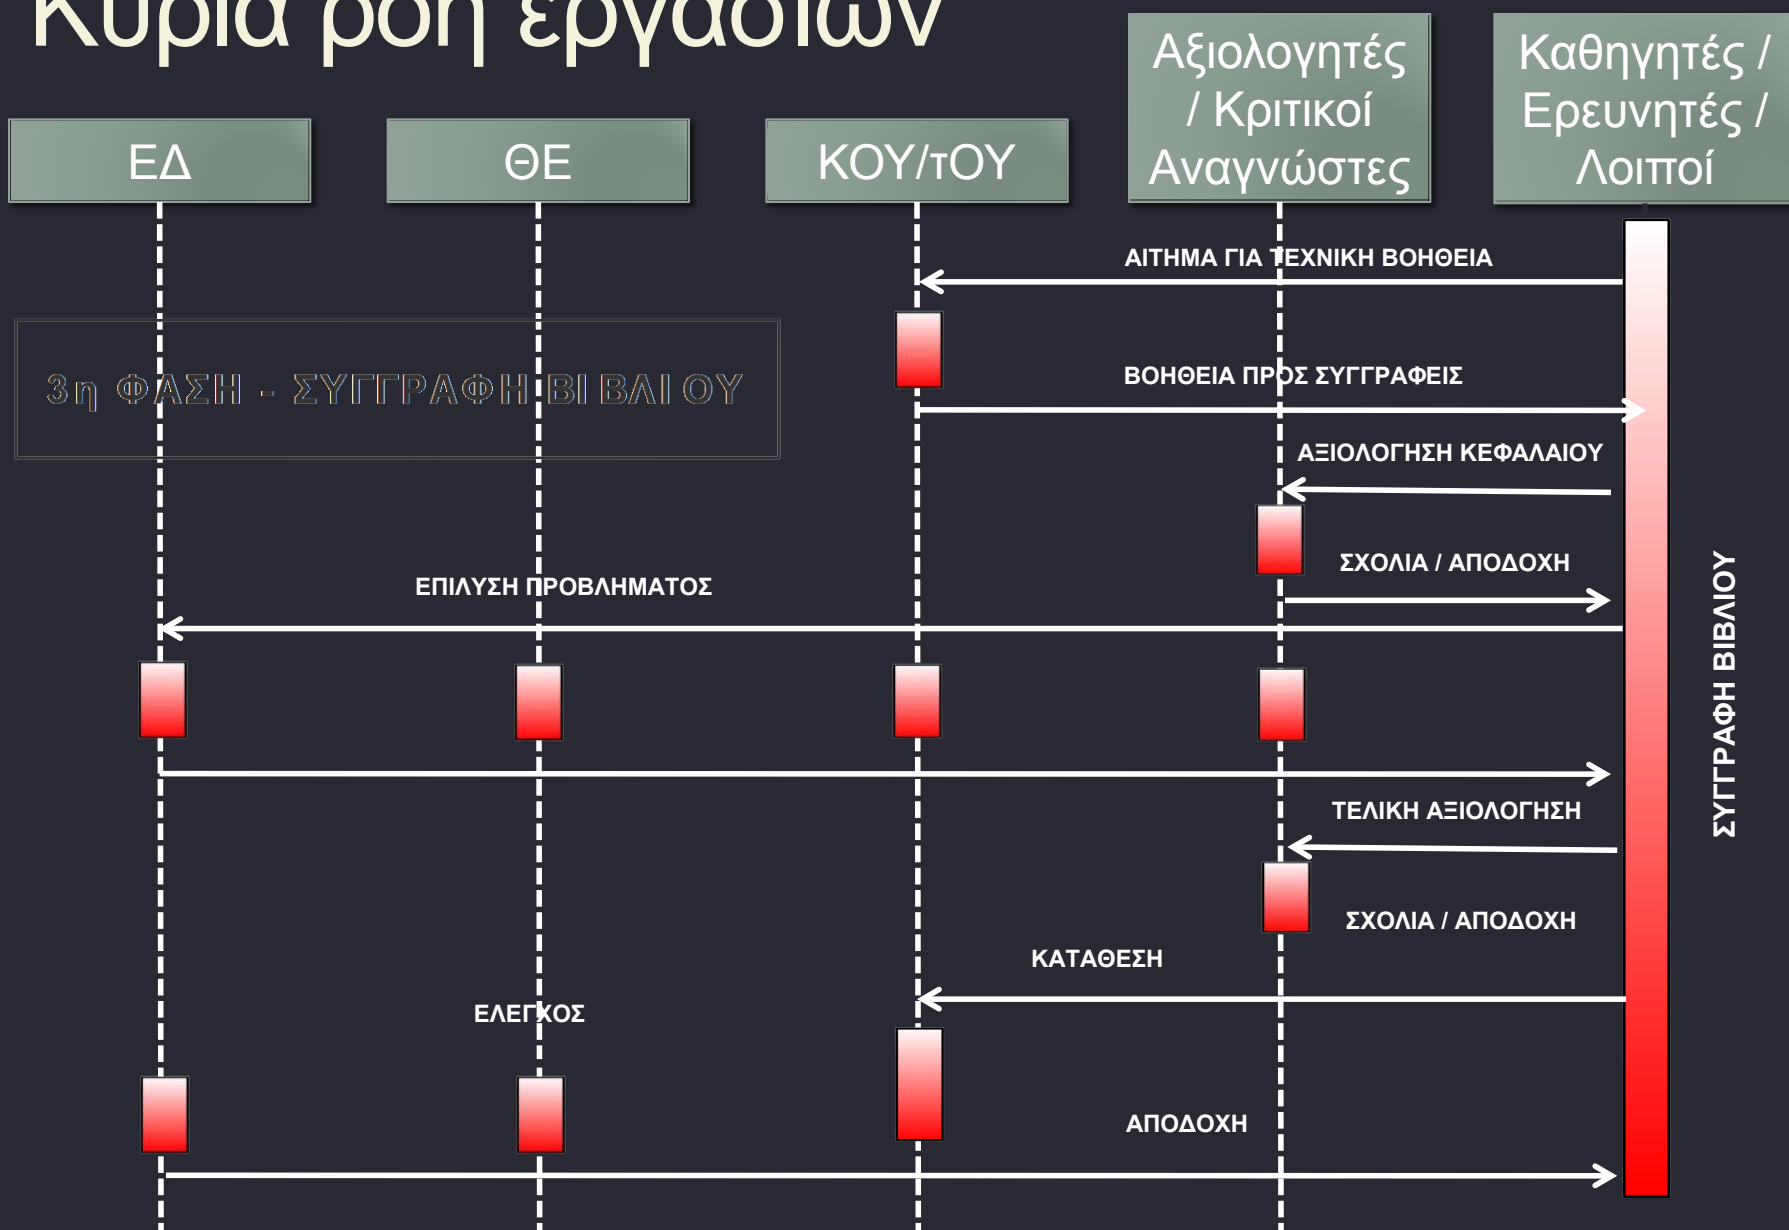 Κύρια ροή εργασιών
ΕΔ
ΘΕ
ΚΟΥ/τΟΥ
Αξιολογητές
/ Κριτικοί
Αναγνώστες
Καθηγητές /
Ερευνητές /
Λοιποί
ΑΙΤΗΜΑ ΓΙΑ ΤΕΧΝΙΚΗ ΒΟΗΘΕΙΑ
3η ΦΑΣΗ - ΣΥΓΓΡΑΦΗ ΒΙΒΛΙΟΥ
ΒΟΗΘΕΙΑ ΠΡΟΣ ΣΥΓΓΡΑΦΕΙΣ
ΑΞΙΟΛΟΓΗΣΗ ΚΕΦΑΛΑΙΟΥ
ΣΧΟΛΙΑ / ΑΠΟΔΟΧΗ
ΕΠΙΛΥΣΗ ΠΡΟΒΛΗΜΑΤΟΣ
ΣΥΓΓΡΑΦΗ ΒΙΒΛΙΟΥ
ΤΕΛΙΚΗ ΑΞΙΟΛΟΓΗΣΗ
ΣΧΟΛΙΑ / ΑΠΟΔΟΧΗ
ΚΑΤΑΘΕΣΗ
ΕΛΕΓΧΟΣ
ΑΠΟΔΟΧΗ